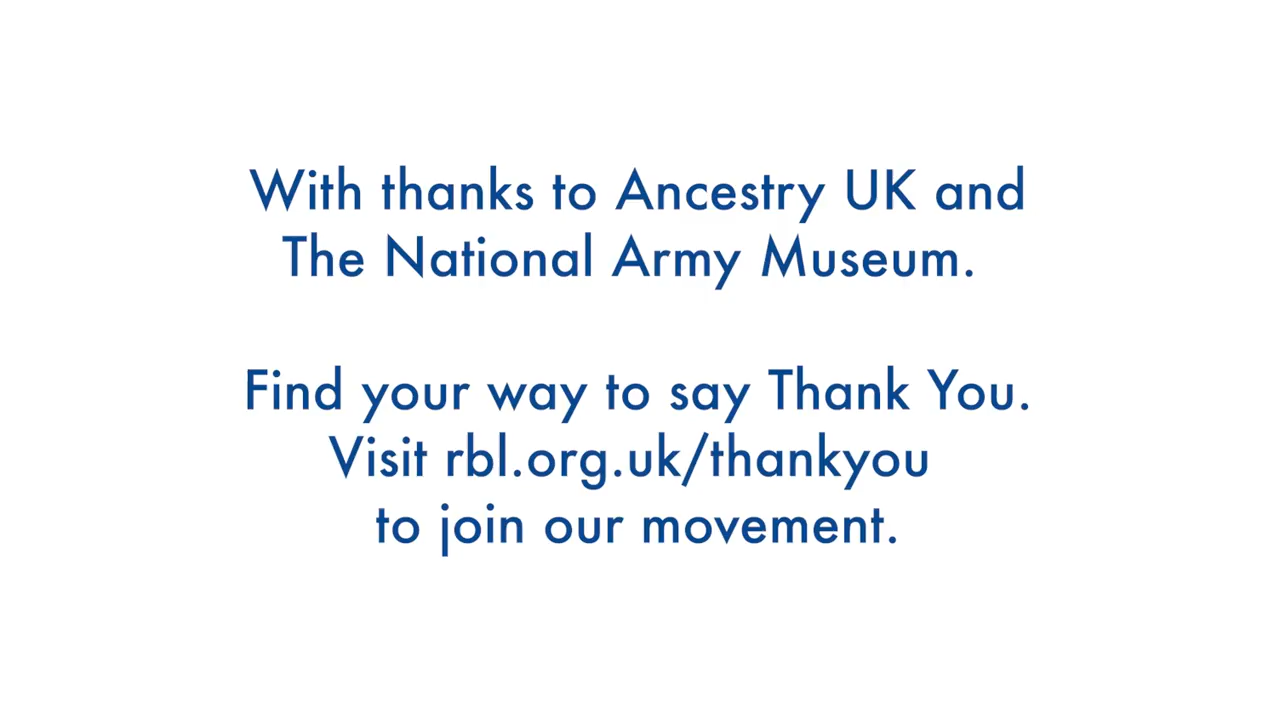 With thanks to Ancestry UK and
The National Army Museum.
Find your way to say Thank You.
Visit rbl.org.uk/thankyou
to join our movement.